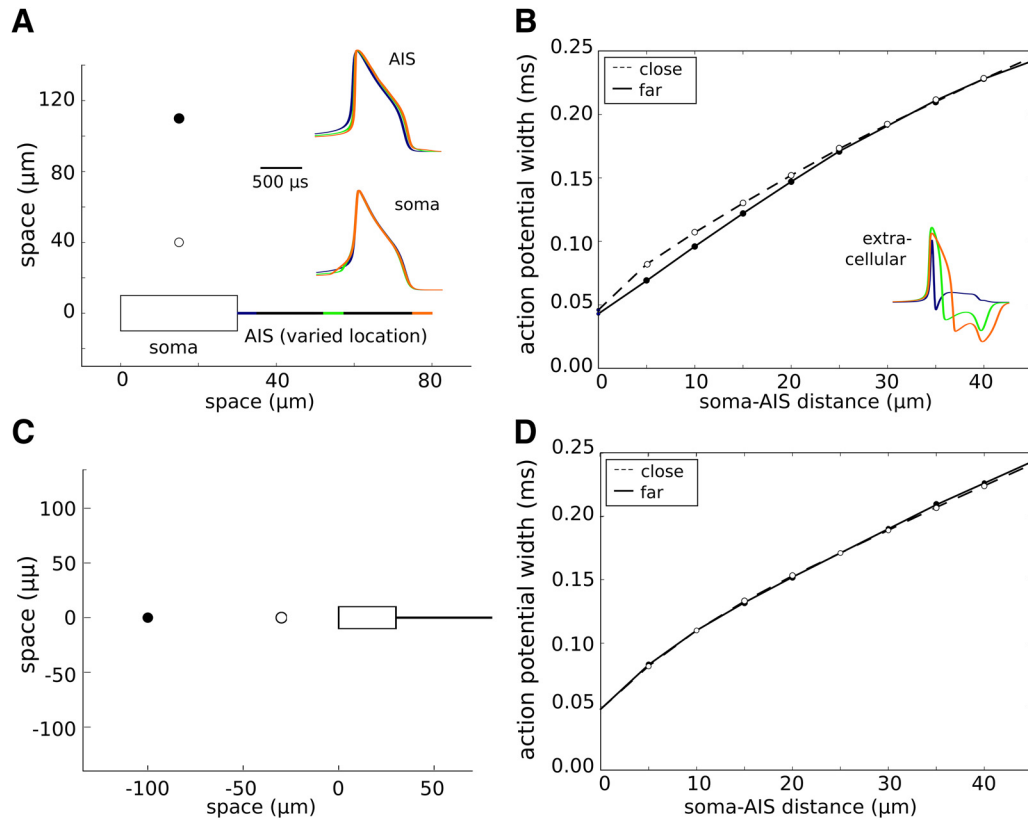 A
space (μm)
120
80
40
0
AIS
500 μs
soma
soma
AIS (varied location)
0
40
80
space (μm)
B
action potential width (ms)
0.25
0.20
0.15
0.10
0.05
0.00
close
far
extra-
cellular
0
10
20
30
40
soma-AIS distance (μm)
C
space (μμ)
100
50
0
-50
-100
-100
-50
0
50
space (μm)
D
action potential width (ms)
0.25
0.20
0.15
0.10
0.05
0.00
close
far
0
10
20
30
40
soma-AIS distance (μm)